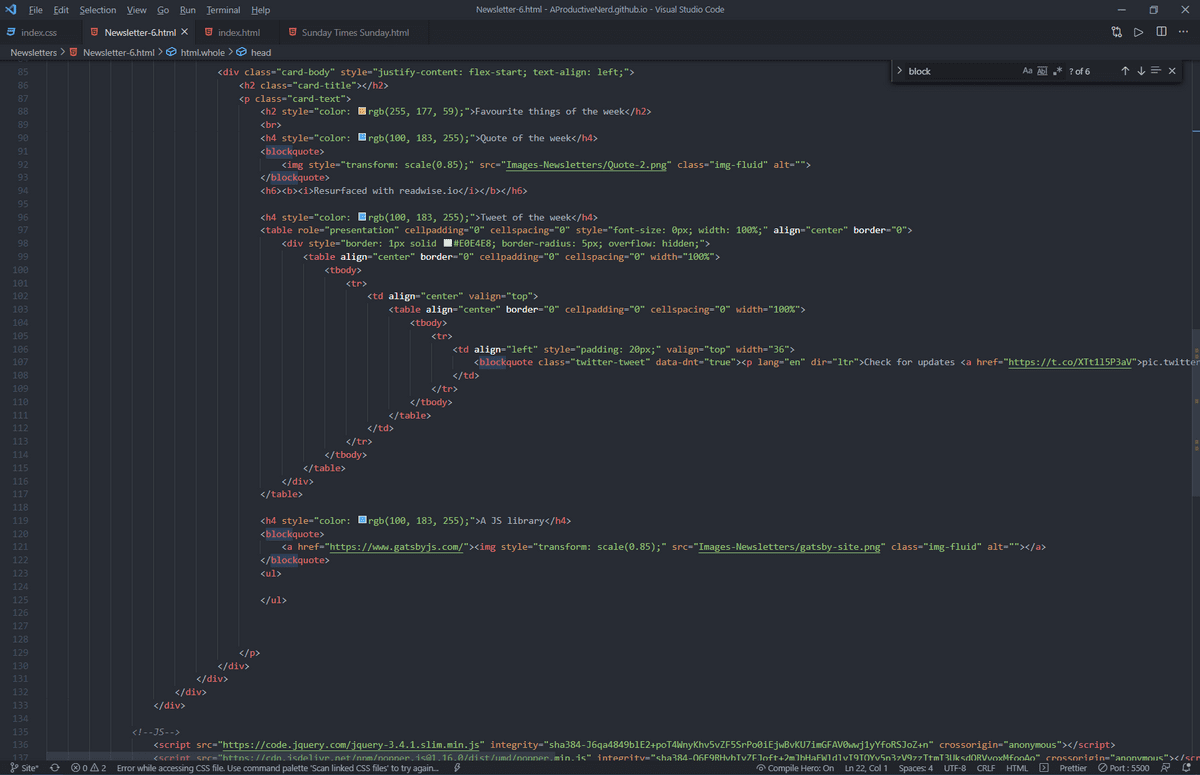 File Edit Selection View Go Run Terminal Help Newsletter-6.html - AProductiveNerd.github.io - Visual Studio Code
index.css Newsletter-6.html index.html Sunday Times Sunday.html
Newsletters > Newsletter-6.html > html.whole > head
block Aa Abl .* ? of 6
85 <div class="card-body" style="justify-content: flex-start; text-align: left;">
86 <h2 class="card-title"></h2>
87 <p class="card-text">
88 <h2 style="color: rgb(255, 177, 59);">Favourite things of the week</h2>
89 <br>
90 <h4 style="color: rgb(100, 183, 255);">Quote of the week</h4>
91 <blockquote>
92 <img style="transform: scale(0.85);" src="Images-Newsletters/Quote-2.png" class="img-fluid" alt="">
93 </blockquote>
94 <h6><b><i>Resurfaced with readwise.io</i></b></h6>
95
96 <h4 style="color: rgb(100, 183, 255);">Tweet of the week</h4>
97 <table role="presentation" cellpadding="0" cellspacing="0" style="font-size: 0px; width: 100%;" align="center" border="0">
98 <div style="border: 1px solid #E0E4E8; border-radius: 5px; overflow: hidden;">
99 <table align="center" border="0" cellpadding="0" cellspacing="0" width="100%">
100 <tbody>
101 <tr>
102 <td align="center" valign="top">
103 <table align="center" border="0" cellpadding="0" cellspacing="0" width="100%">
104 <tbody>
105 <tr>
106 <td align="left" style="padding: 20px;" valign="top" width="36">
107 <blockquote class="twitter-tweet" data-dnt="true"><p lang="en" dir="ltr">Check for updates <a href="https://t.co/XTt1l5P3aV">pic.twitter
108 </td>
109 </tr>
110 </tbody>
111 </table>
112 </td>
113 </tr>
114 </tbody>
115 </table>
116 </div>
117 </table>
118
119 <h4 style="color: rgb(100, 183, 255);">A JS library</h4>
120 <blockquote>
121 <a href="https://www.gatsbyjs.com/"><img style="transform: scale(0.85);" src="Images-Newsletters/gatsby-site.png" class="img-fluid" alt=""></a>
122 </blockquote>
123 <ul>
124
125 </ul>
126
127
128
129 </p>
130 </div>
131 </div>
132 </div>
133 </div>
134
135 <!--JS-->
136 <script src="https://code.jquery.com/jquery-3.4.1.slim.min.js" integrity="sha384-J6qa4849blE2+poT4WnyKhv5vZF5SrPo0iEjwBvKU7imGFAV0wwj1yYfoRSJoZ+n" crossorigin="anonymous"></script>
137 <script src="https://cdn.jsdelivr.net/npm/popper.js@1.16.0/dist/umd/popper.min.js" crossorigin="anonymous"></s
Site* 0 2 Error while accessing CSS file. Use command palette 'Scan linked CSS files' to try again... Compile Hero: On Ln 22, Col 1 Spaces: 4 UTF-8 CRLF HTML Prettier Port : 5500